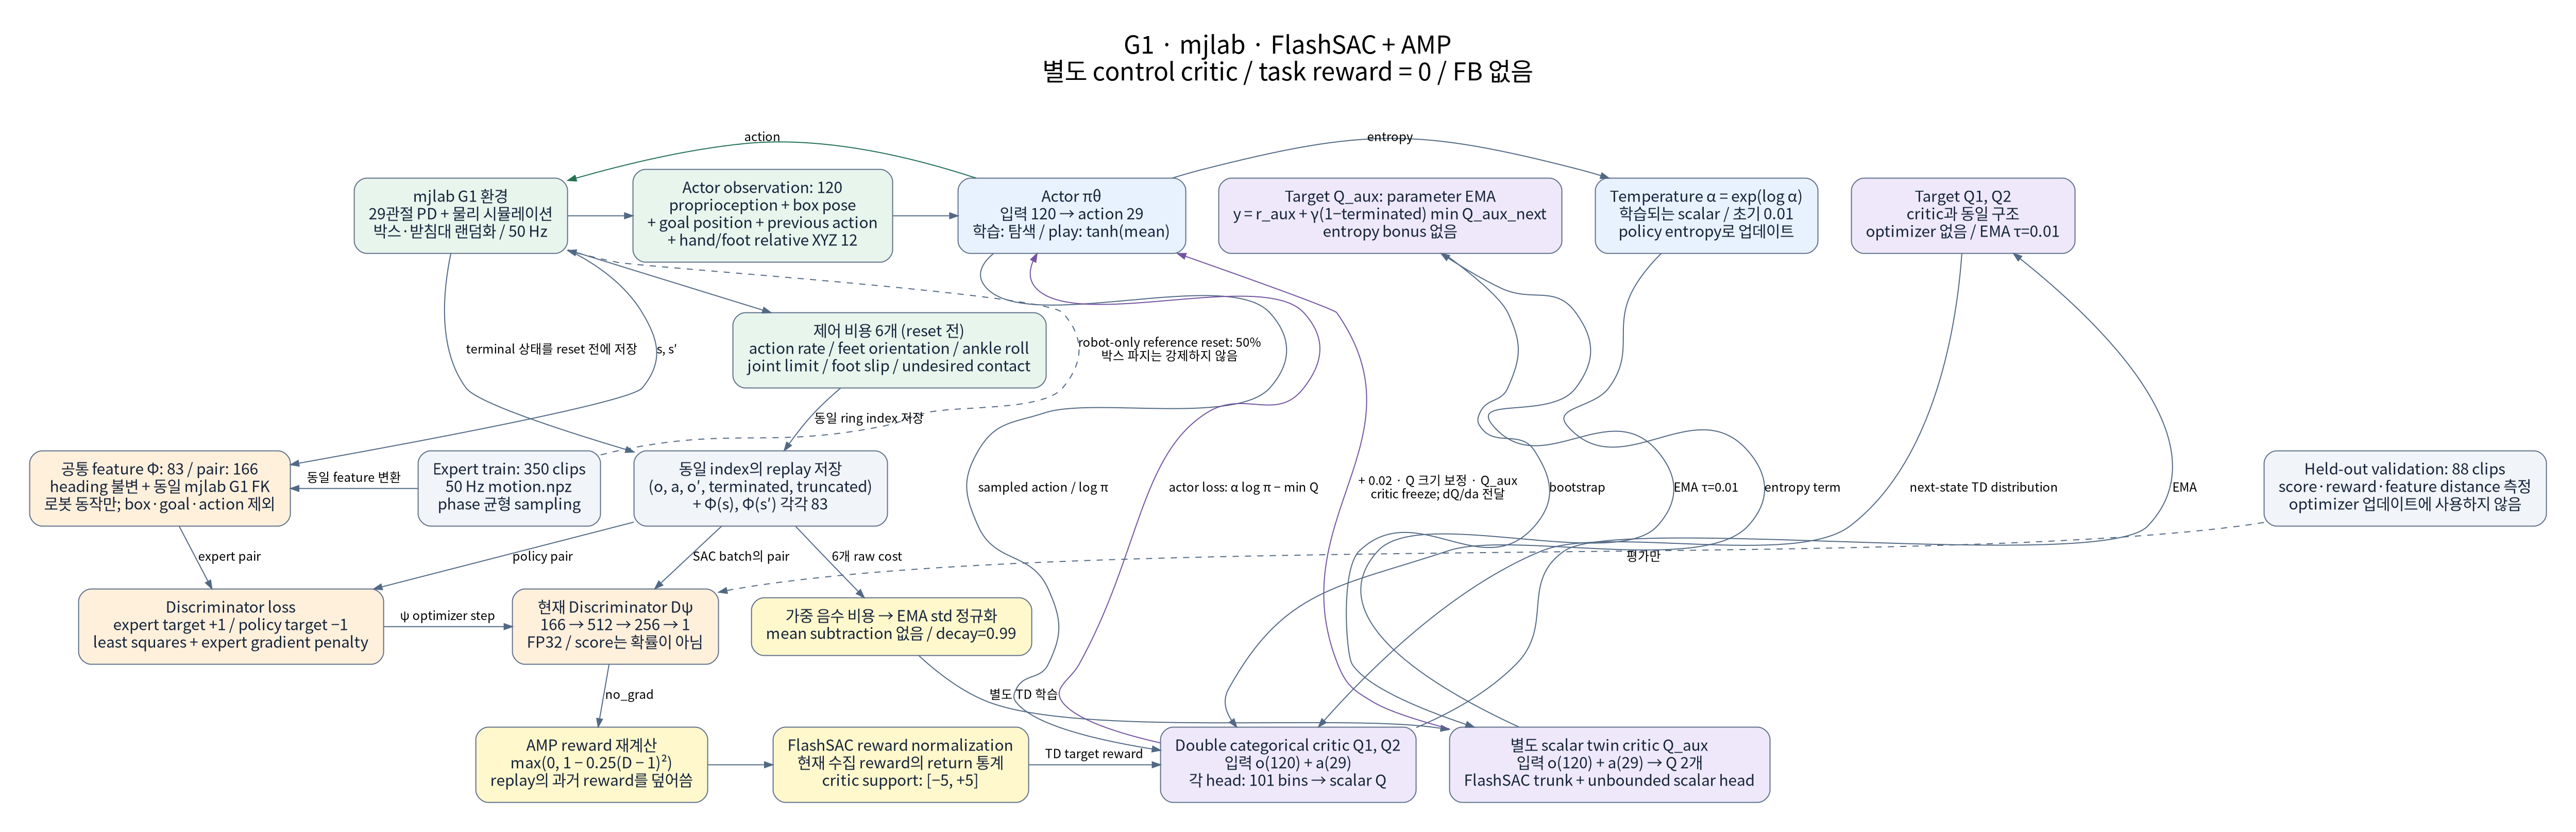 G1 · mjlab · FlashSAC + AMP
별도 control critic / task reward = 0 / FB 없음
action
entropy
mjlab G1 환경
29관절 PD + 물리 시뮬레이션
박스·받침대 랜덤화 / 50 Hz
Actor observation: 120
proprioception + box pose
+ goal position + previous action
+ hand/foot relative XYZ 12
Actor πθ
입력 120 → action 29
학습: 탐색 / play: tanh(mean)
Target Q_aux: parameter EMA
y = r_aux + γ(1−terminated) min Q_aux_next
entropy bonus 없음
Temperature α = exp(log α)
학습되는 scalar / 초기 0.01
policy entropy로 업데이트
Target Q1, Q2
critic과 동일 구조
optimizer 없음 / EMA τ=0.01
제어 비용 6개 (reset 전)
action rate / feet orientation / ankle roll
joint limit / foot slip / undesired contact
terminal 상태를 reset 전에 저장
s, s′
robot-only reference reset: 50%
박스 파지는 강제하지 않음
동일 ring index 저장
공통 feature Φ: 83 / pair: 166
heading 불변 + 동일 mjlab G1 FK
로봇 동작만; box·goal·action 제외
동일 feature 변환
Expert train: 350 clips
50 Hz motion.npz
phase 균형 sampling
동일 index의 replay 저장
(o, a, o′, terminated, truncated)
+ Φ(s), Φ(s′) 각각 83
sampled action / log π
actor loss: α log π − min Q
+ 0.02 · Q 크기 보정 · Q_aux
critic freeze; dQ/da 전달
bootstrap
EMA τ=0.01
entropy term
next-state TD distribution
EMA
Held-out validation: 88 clips
score·reward·feature distance 측정
optimizer 업데이트에 사용하지 않음
expert pair
policy pair
SAC batch의 pair
6개 raw cost
평가만
Discriminator loss
expert target +1 / policy target −1
least squares + expert gradient penalty
ψ optimizer step
현재 Discriminator Dψ
166 → 512 → 256 → 1
FP32 / score는 확률이 아님
가중 음수 비용 → EMA std 정규화
mean subtraction 없음 / decay=0.99
no_grad
별도 TD 학습
AMP reward 재계산
max(0, 1 − 0.25(D − 1)²)
replay의 과거 reward를 덮어씀
FlashSAC reward normalization
현재 수집 reward의 return 통계
critic support: [−5, +5]
TD target reward
Double categorical critic Q1, Q2
입력 o(120) + a(29)
각 head: 101 bins → scalar Q
별도 scalar twin critic Q_aux
입력 o(120) + a(29) → Q 2개
FlashSAC trunk + unbounded scalar head